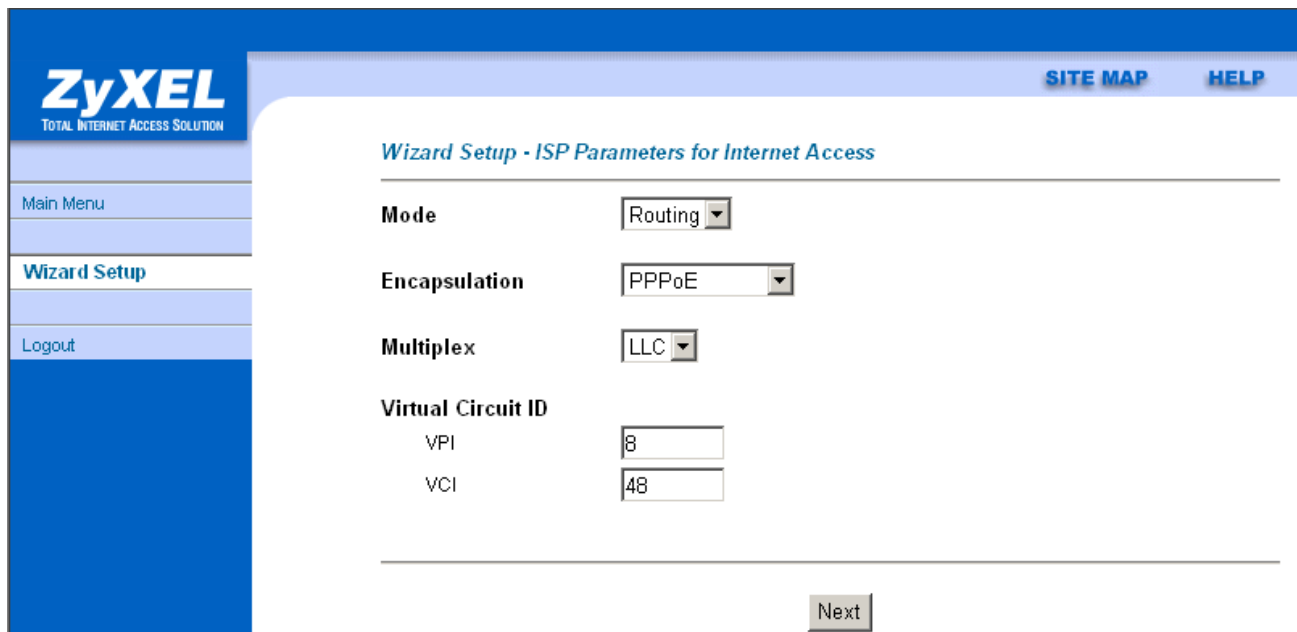 ZyXEL
TOTAL INTERNET ACCESS SOLUTION
SITE MAP HELP
Main Menu
Wizard Setup
Logout
Wizard Setup - ISP Parameters for Internet Access
Mode Routing
Encapsulation PPPoE
Multiplex LLC
Virtual Circuit ID
VPI 8
VCI 48
Next